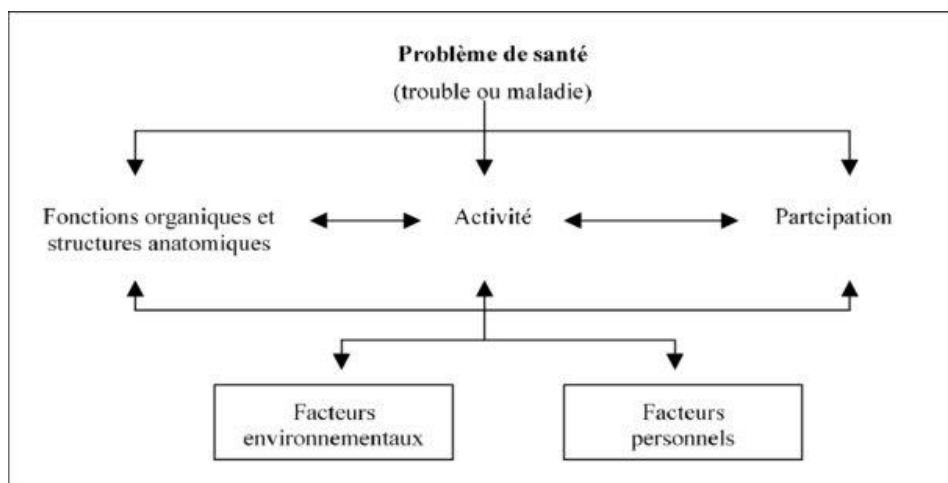 Problème de santé
(trouble ou maladie)
Fonctions organiques et
structures anatomiques
Activité
Partcipation
Facteurs
environnementaux
Facteurs
personnels